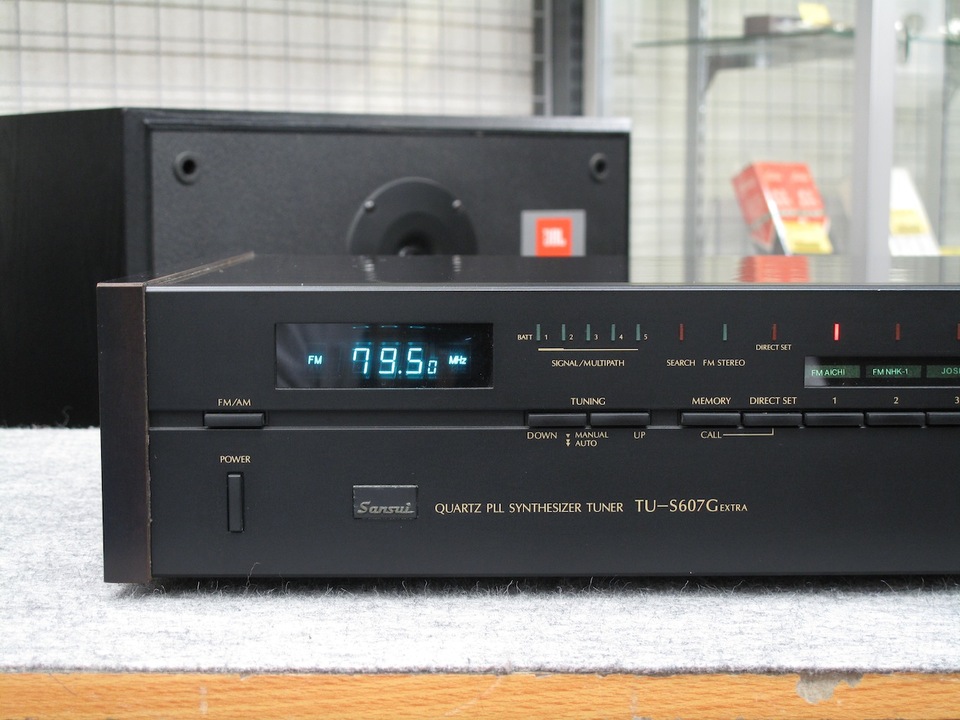 JBL
BATT 1 2 3 4 5
SIGNAL/MULTIPATH
SEARCH FM STEREO
DIRECT SET
FM 79.50 MHz
FM AICHI FM NHK-1
FM/AM
TUNING
MEMORY DIRECT SET 1 2 3
DOWN MANUAL UP
AUTO
CALL
POWER
Sansui QUARTZ PLL SYNTHESIZER TUNER TU-S607G EXTRA